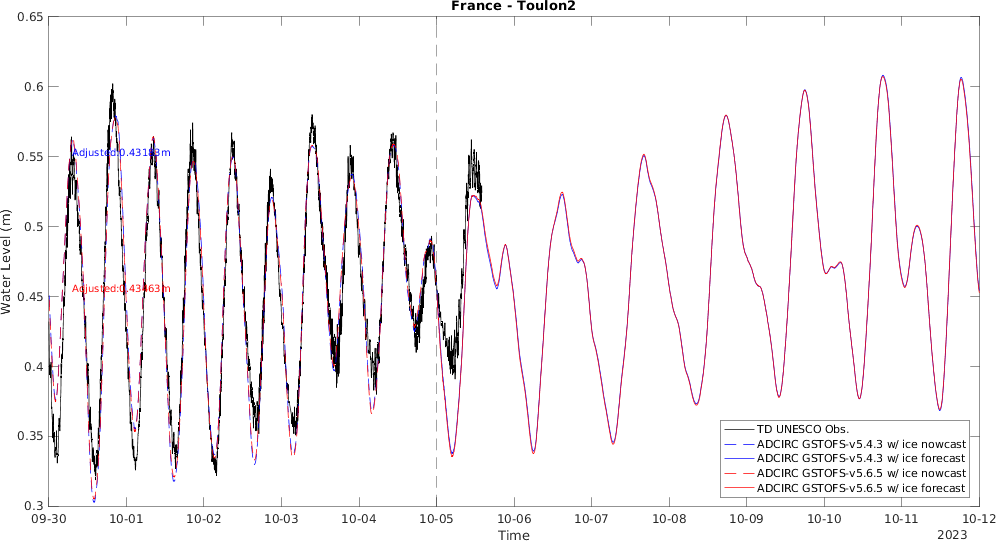 France - Toulon2
0.65
0.6
0.55
0.5
0.45
0.4
0.35
0.3
Water Level (m)
Adjusted:0.43183m
Adjusted:0.43463m
TD UNESCO Obs.
ADCIRC GSTOFS-v5.4.3 w/ ice nowcast
ADCIRC GSTOFS-v5.4.3 w/ ice forecast
ADCIRC GSTOFS-v5.6.5 w/ ice nowcast
ADCIRC GSTOFS-v5.6.5 w/ ice forecast
09-30 10-01 10-02 10-03 10-04 10-05 10-06 10-07 10-08 10-09 10-10 10-11 10-12
Time
2023